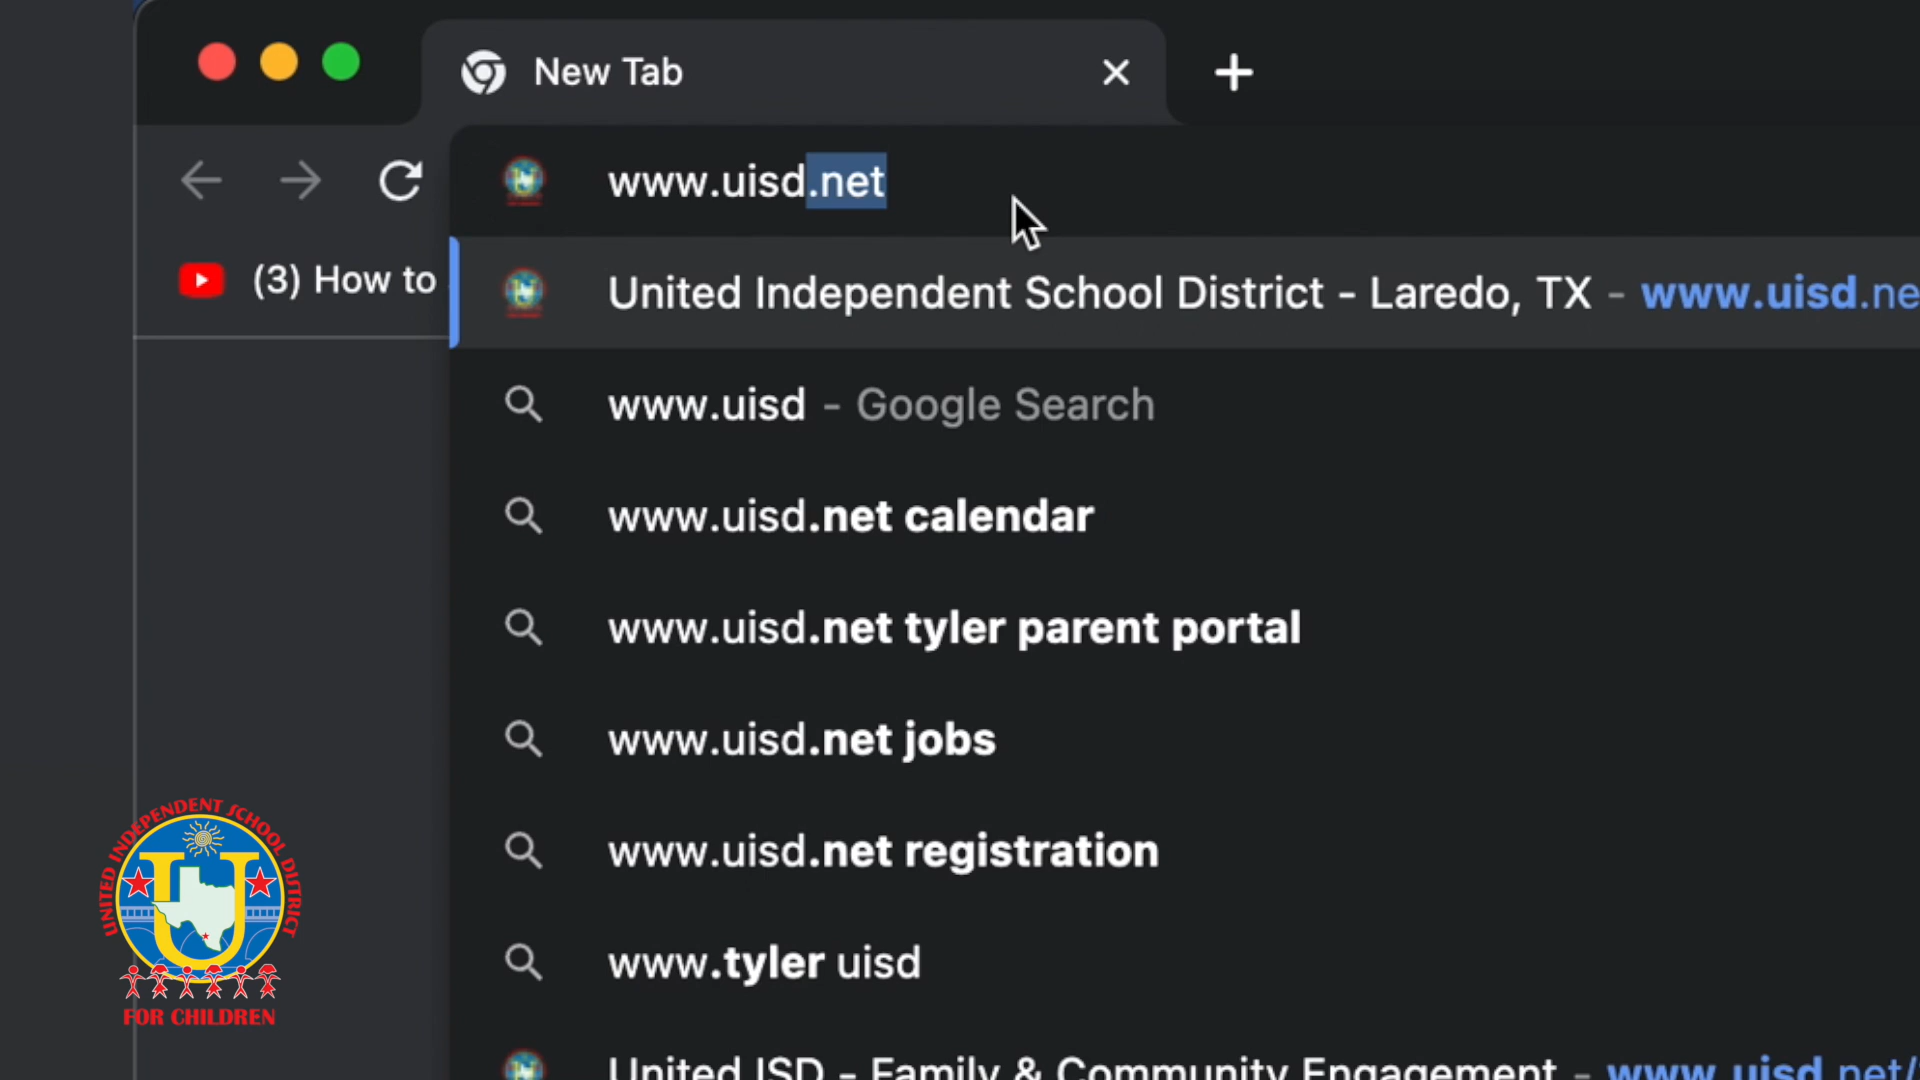 New Tab
www.uisd.net
(3) How to
United Independent School District - Laredo, TX - www.uisd.ne
www.uisd - Google Search
www.uisd.net calendar
www.uisd.net tyler parent portal
www.uisd.net jobs
www.uisd.net registration
www.tyler uisd
United ISD - Family & Community Engagement - www.uisd.net/
UNITED INDEPENDENT SCHOOL DISTRICT
U
FOR CHILDREN